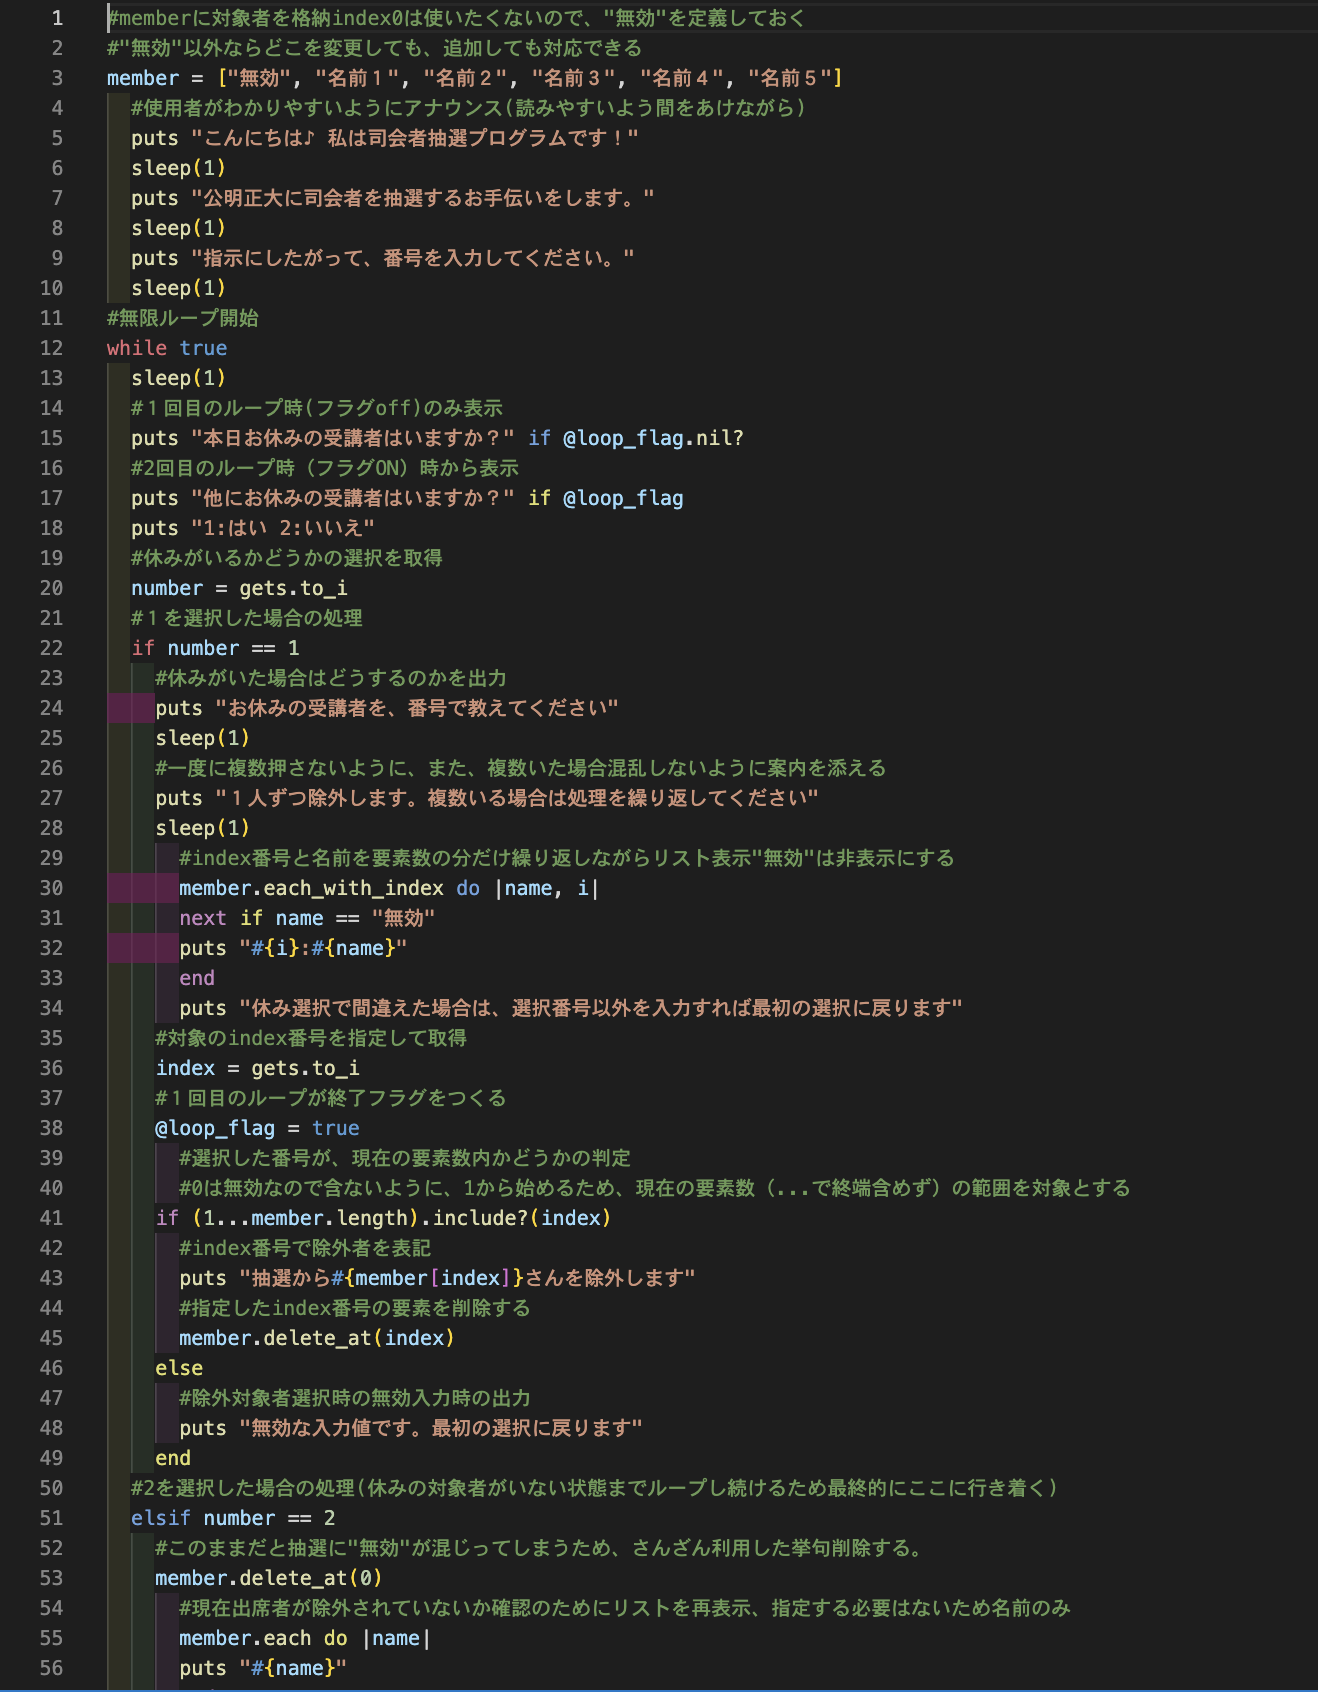 1 #memberに対象者を格納index0は使いたくないので、"無効"を定義しておく
2 #"無効"以外ならどこを変更しても、追加しても対応できる
3 member = ["無効", "名前１", "名前２", "名前３", "名前４", "名前５"]
4 #使用者がわかりやすいようにアナウンス(読みやすいよう間をあけながら)
5 puts "こんにちは♪ 私は司会者抽選プログラムです！"
6 sleep(1)
7 puts "公明正大に司会者を抽選するお手伝いをします。"
8 sleep(1)
9 puts "指示にしたがって、番号を入力してください。"
10 sleep(1)
11 #無限ループ開始
12 while true
13 sleep(1)
14 #１回目のループ時(フラグoff)のみ表示
15 puts "本日お休みの受講者はいますか？" if @loop_flag.nil?
16 #2回目のループ時（フラグON）時から表示
17 puts "他にお休みの受講者はいますか？" if @loop_flag
18 puts "1:はい 2:いいえ"
19 #休みがいるかどうかの選択を取得
20 number = gets.to_i
21 #１を選択した場合の処理
22 if number == 1
23 #休みがいた場合はどうするのかを出力
24 puts "お休みの受講者を、番号で教えてください"
25 sleep(1)
26 #一度に複数押さないように、また、複数いた場合混乱しないように案内を添える
27 puts "１人ずつ除外します。複数いる場合は処理を繰り返してください"
28 sleep(1)
29 #index番号と名前を要素数の分だけ繰り返しながらリスト表示"無効"は非表示にする
30 member.each_with_index do |name, i|
31 next if name == "無効"
32 puts "#{i}:#{name}"
33 end
34 puts "休み選択で間違えた場合は、選択番号以外を入力すれば最初の選択に戻ります"
35 #対象のindex番号を指定して取得
36 index = gets.to_i
37 #１回目のループが終了フラグをつくる
38 @loop_flag = true
39 #選択した番号が、現在の要素数内かどうかの判定
40 #0は無効なので含ないように、1から始めるため、現在の要素数（...で終端含めず）の範囲を対象とする
41 if (1...member.length).include?(index)
42 #index番号で除外者を表記
43 puts "抽選から#{member[index]}さんを除外します"
44 #指定したindex番号の要素を削除する
45 member.delete_at(index)
46 else
47 #除外対象者選択時の無効入力時の出力
48 puts "無効な入力値です。最初の選択に戻ります"
49 end
50 #2を選択した場合の処理(休みの対象者がいない状態までループし続けるため最終的にここに行き着く)
51 elsif number == 2
52 #このままだと抽選に"無効"が混じってしまうため、さんざん利用した挙句削除する。
53 member.delete_at(0)
54 #現在出席者が除外されていないか確認のためにリストを再表示、指定する必要はないため名前のみ
55 member.each do |name|
56 puts "#{name}"